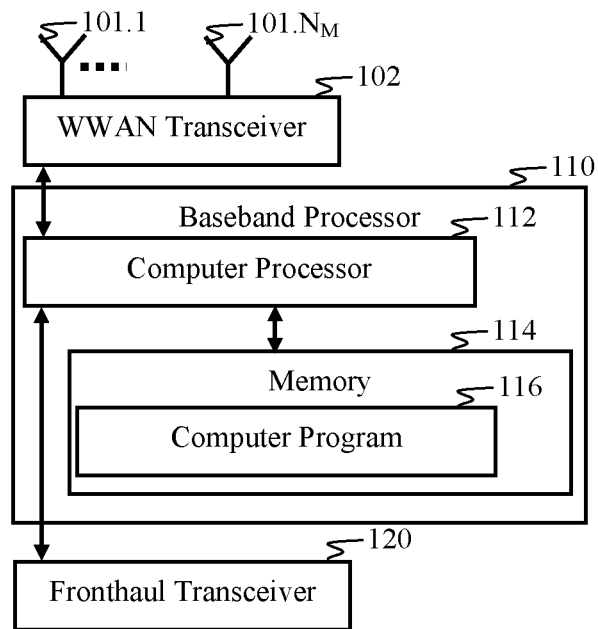 101.1
101.N_M
102
WWAN Transceiver
110
Baseband Processor
112
Computer Processor
114
Memory
116
Computer Program
120
Fronthaul Transceiver